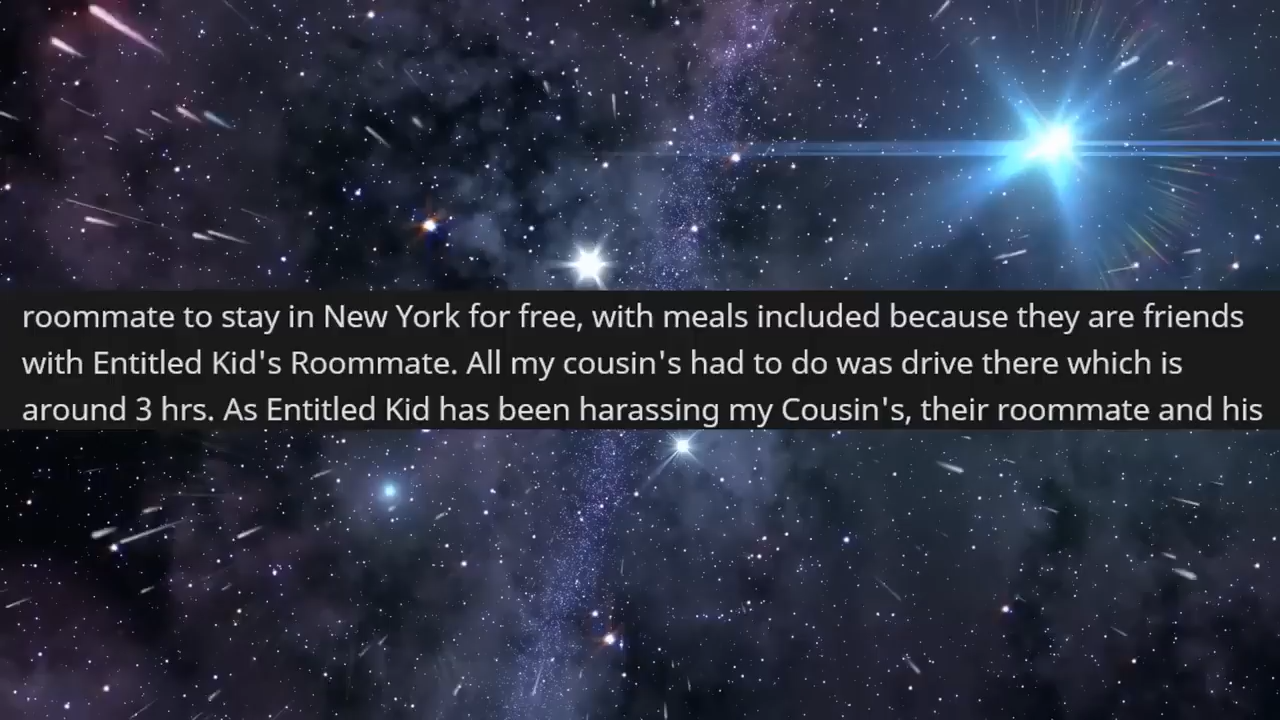 roommate to stay in New York for free, with meals included because they are friends
with Entitled Kid's Roommate. All my cousin's had to do was drive there which is
around 3 hrs. As Entitled Kid has been harassing my Cousin's, their roommate and his